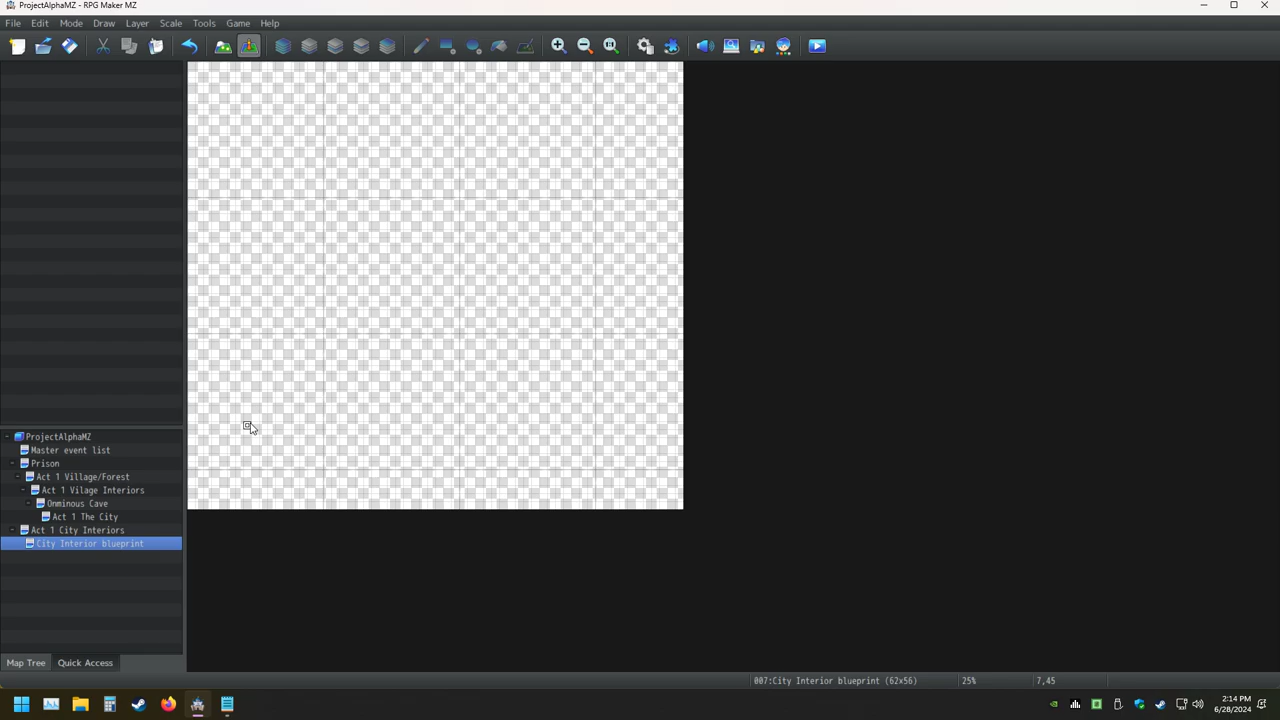 ProjectAlphaMZ - RPG Maker MZ
File Edit Mode Draw Layer Scale Tools Game Help
ProjectAlphaMZ
Master event list
Prison
Act 1 Village/Forest
Act 1 Vilage Interiors
Onminous Cave
Act 1 The City
Act 1 City Interiors
City Interior blueprint
Map Tree Quick Access
007:City Interior blueprint (62x56) 25% 7,45
2:14 PM
6/28/2024